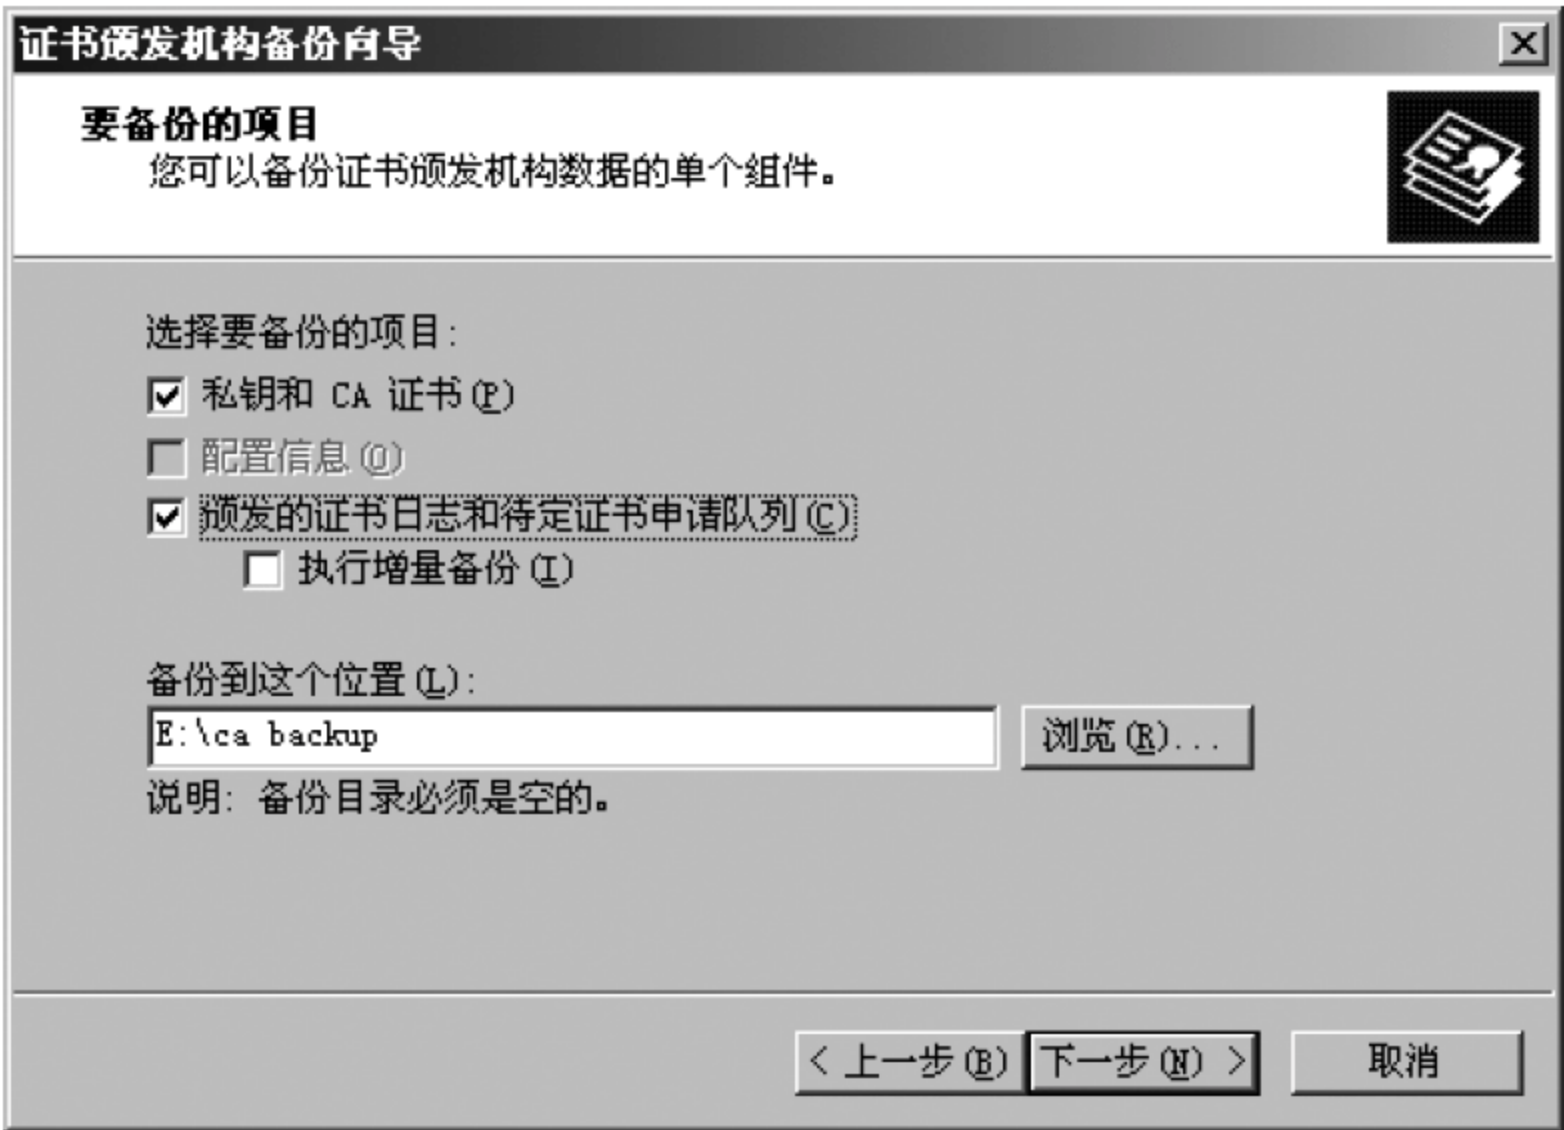 证书颁发机构备份向导
要备份的项目
您可以备份证书颁发机构数据的单个组件。
选择要备份的项目:
私钥和 CA 证书(P)
配置信息(O)
颁发的证书日志和待定证书申请队列(C)
执行增量备份(I)
备份到这个位置(L):
E:\ca backup
浏览(R)...
说明: 备份目录必须是空的。
< 上一步(B) 下一步(N) > 取消